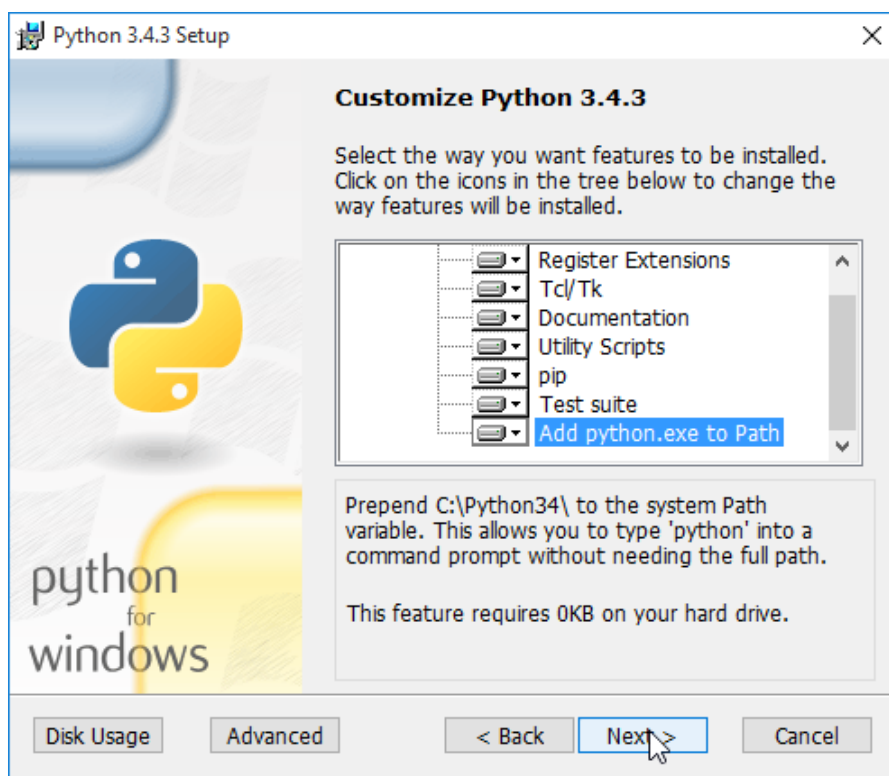 Python 3.4.3 Setup
Customize Python 3.4.3
Select the way you want features to be installed.
Click on the icons in the tree below to change the
way features will be installed.
Register Extensions
Tcl/Tk
Documentation
Utility Scripts
pip
Test suite
Add python.exe to Path
Prepend C:\Python34\ to the system Path
variable. This allows you to type 'python' into a
command prompt without needing the full path.
This feature requires 0KB on your hard drive.
python
for
windows
Disk Usage
Advanced
< Back
Next >
Cancel